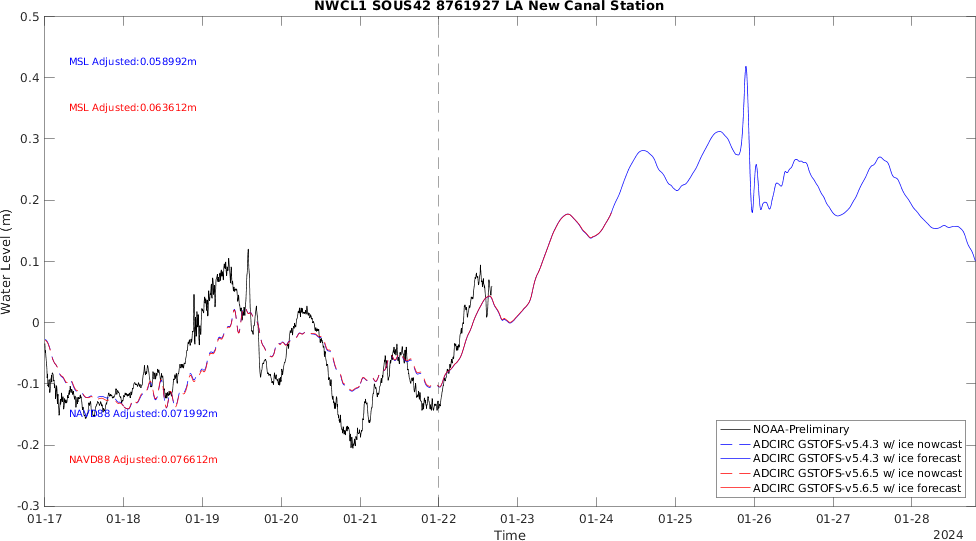 NWCL1 SOUS42 8761927 LA New Canal Station
0.5
0.4
0.3
0.2
0.1
0
-0.1
-0.2
-0.3
Water Level (m)
MSL Adjusted:0.058992m
MSL Adjusted:0.063612m
NAVD88 Adjusted:0.071992m
NAVD88 Adjusted:0.076612m
NOAA-Preliminary
ADCIRC GSTOFS-v5.4.3 w/ ice nowcast
ADCIRC GSTOFS-v5.4.3 w/ ice forecast
ADCIRC GSTOFS-v5.6.5 w/ ice nowcast
ADCIRC GSTOFS-v5.6.5 w/ ice forecast
01-17 01-18 01-19 01-20 01-21 01-22 01-23 01-24 01-25 01-26 01-27 01-28
Time
2024